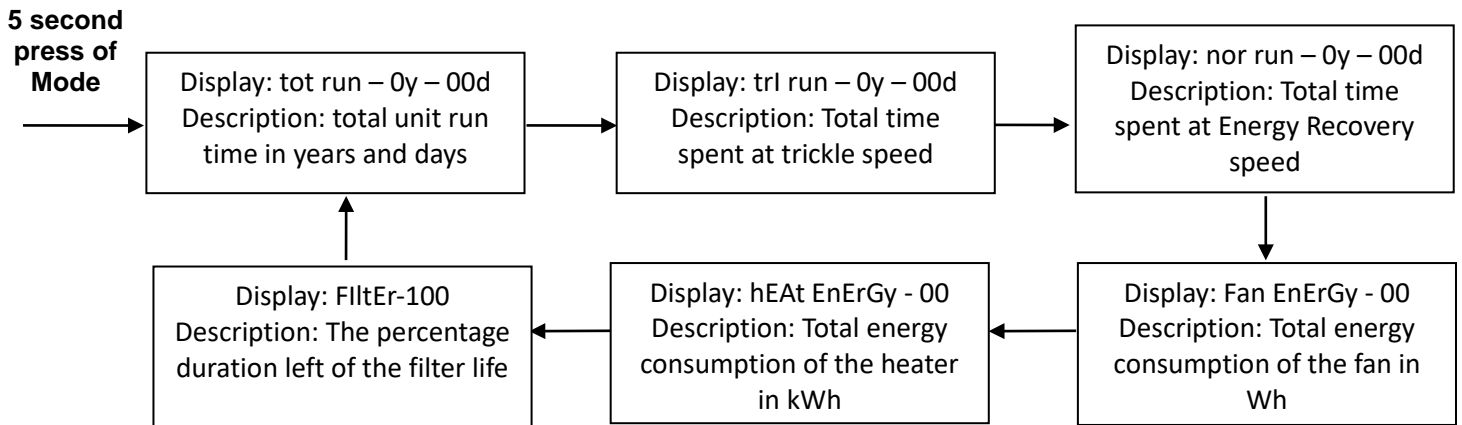 5 second
press of
Mode
Display: tot run – 0y – 00d
Description: total unit run
time in years and days
Display: trI run – 0y – 00d
Description: Total time
spent at trickle speed
Display: nor run – 0y – 00d
Description: Total time
spent at Energy Recovery
speed
Display: Fan EnErGy - 00
Description: Total energy
consumption of the fan in
Wh
Display: hEAt EnErGy - 00
Description: Total energy
consumption of the heater
in kWh
Display: FIltEr-100
Description: The percentage
duration left of the filter life